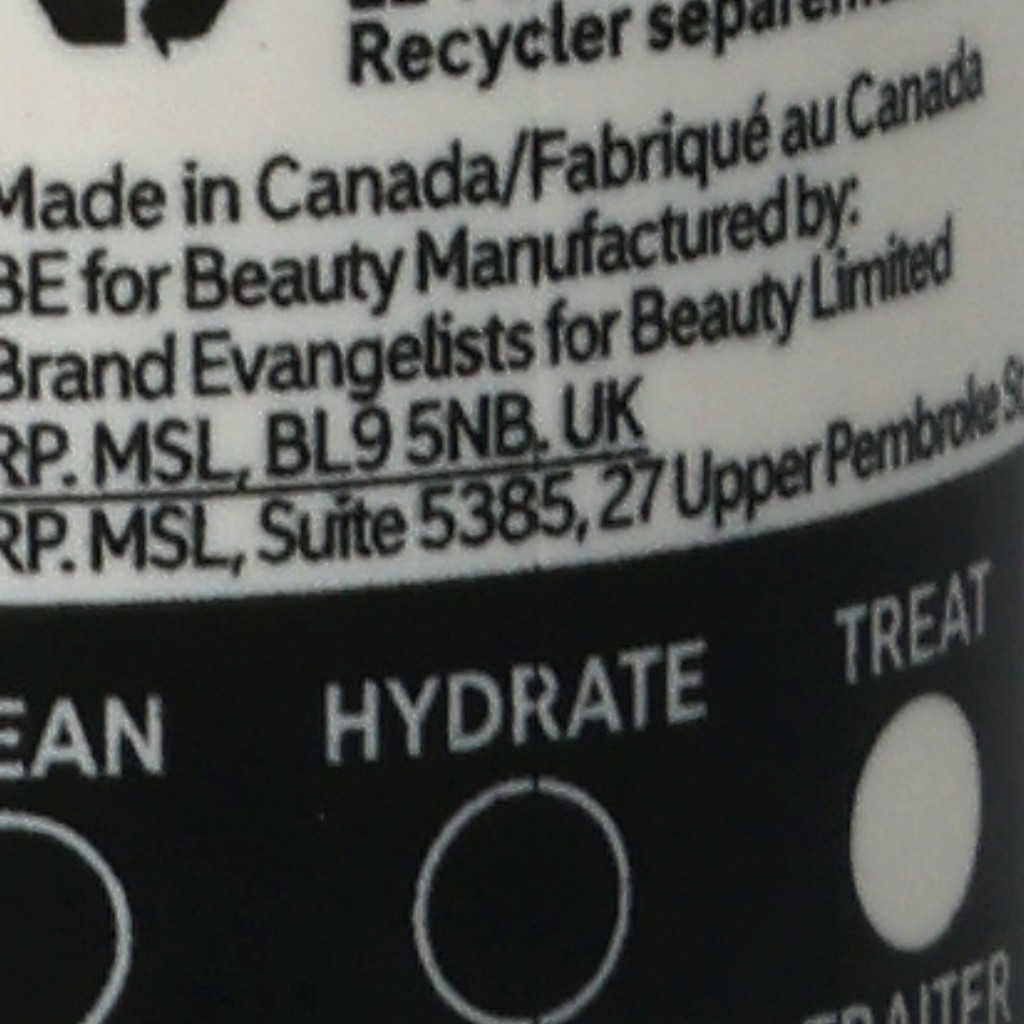 Recycler
Made in Canada/Fabriqué au Canada
BE for Beauty Manufactured by:
Brand Evangelists for Beauty Limited
RP. MSL, BL9 5NB. UK
RP. MSL, Suite 5385, 27 Upper Pembroke
EAN HYDRATE TREAT